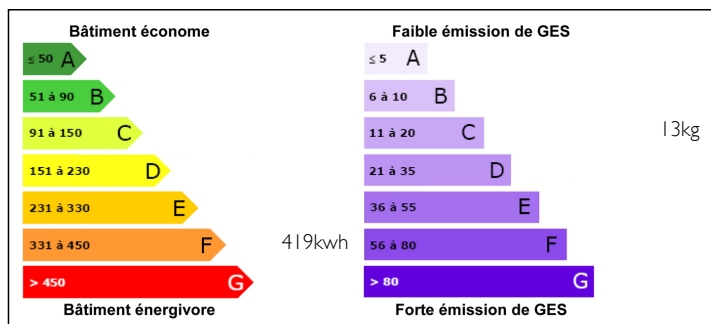 Bâtiment économe
≤ 50 A
51 à 90 B
91 à 150 C
151 à 230 D
231 à 330 E
331 à 450 F
419kwh
> 450 G
Bâtiment énergivore
Faible émission de GES
≤ 5 A
6 à 10 B
11 à 20 C
13kg
21 à 35 D
36 à 55 E
56 à 80 F
> 80 G
Forte émission de GES